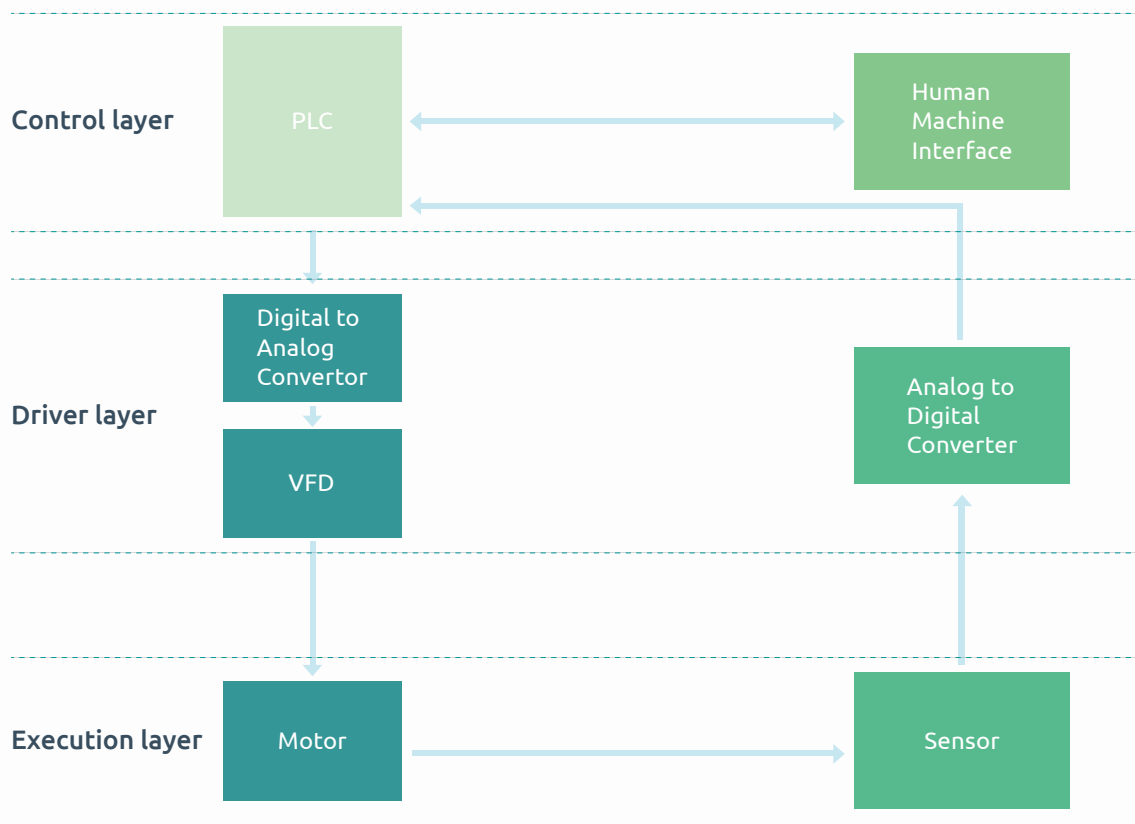 Control layer
PLC
Human
Machine
Interface
Digital to
Analog
Convertor
Driver layer
VFD
Analog to
Digital
Converter
Execution layer
Motor
Sensor